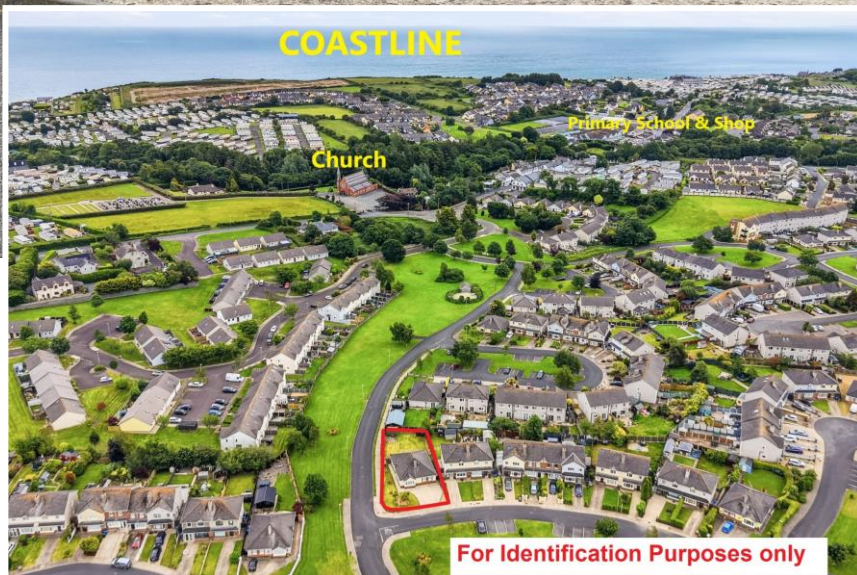 COASTLINE
Primary School & Shop
Church
For Identification Purposes only